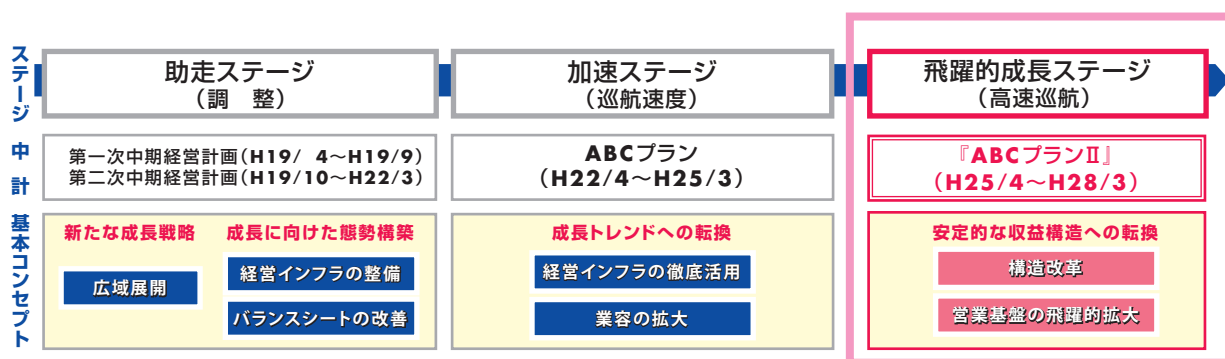 ステージ
助走ステージ
（調　整）
加速ステージ
（巡航速度）
飛躍的成長ステージ
（高速巡航）
中計
第一次中期経営計画（H19/ 4～H19/9）
第二次中期経営計画（H19/10～H22/3）
ABCプラン
（H22/4～H25/3）
『ABCプランⅡ』
（H25/4～H28/3）
基本コンセプト
新たな成長戦略
広域展開
成長に向けた態勢構築
経営インフラの整備
バランスシートの改善
成長トレンドへの転換
経営インフラの徹底活用
業容の拡大
安定的な収益構造への転換
構造改革
営業基盤の飛躍的拡大